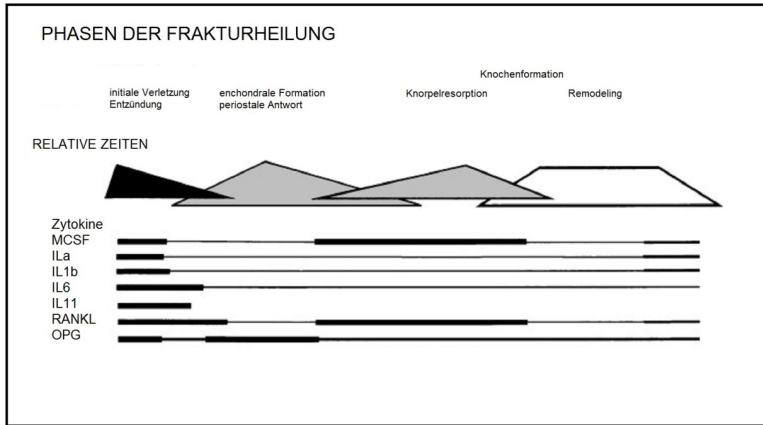 PHASEN DER FRAKTURHEILUNG
Knochenformation
initiale Verletzung enchondrale Formation Knorpelresorption Remodeling
Entzündung periostale Antwort
RELATIVE ZEITEN
Zytokine
MCSF
ILa
IL1b
IL6
IL11
RANKL
OPG